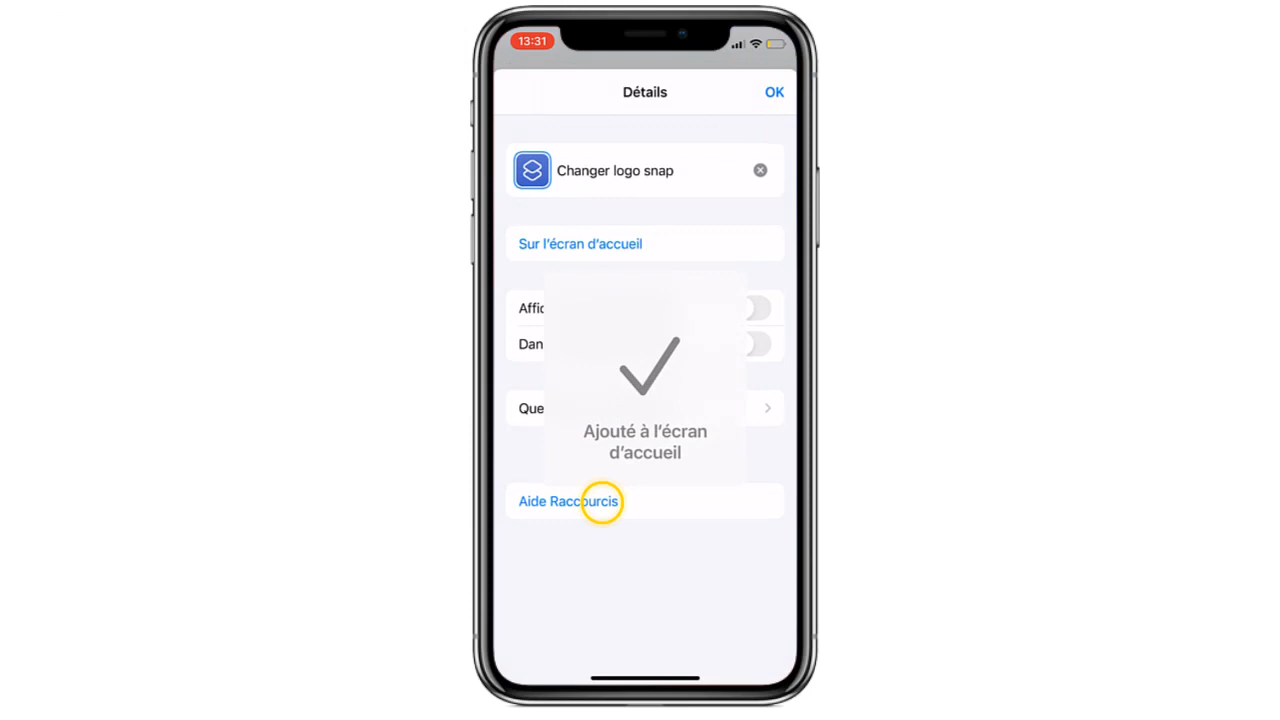 13:31
Détails
OK
Changer logo snap
Sur l'écran d'accueil
Affic
Dan
Que
Ajouté à l'écran
d'accueil
Aide Raccourcis